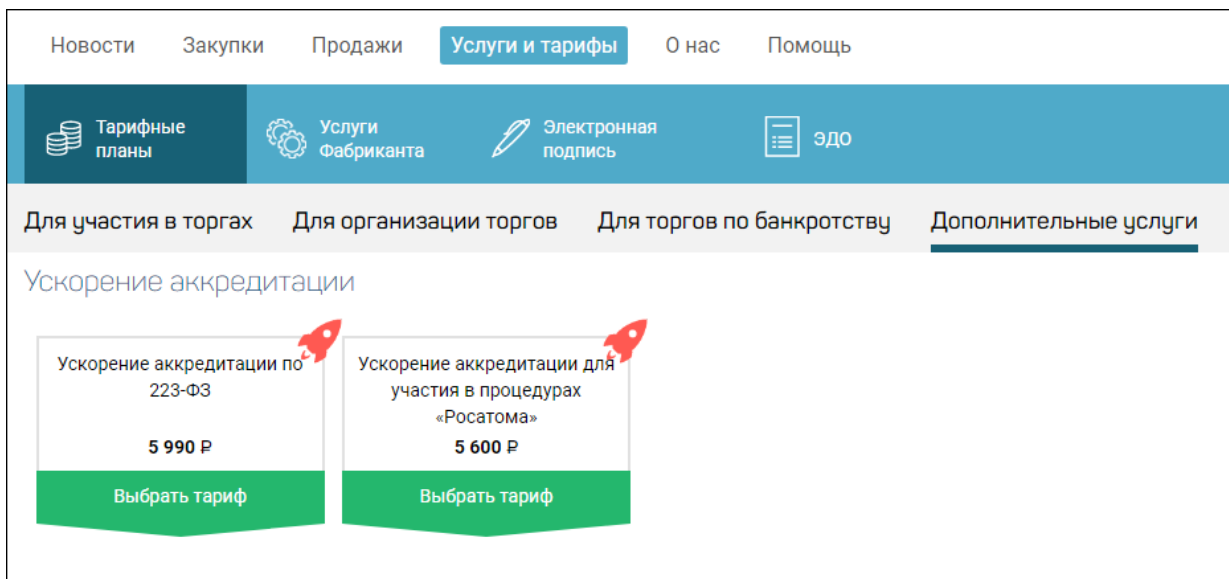 Новости Закупки Продажи Услуги и тарифы О нас Помощь
Тарифные планы
Услуги Фабриканта
Электронная подпись
ЭДО
Для участия в торгах Для организации торгов Для торгов по банкротству Дополнительные услуги
Ускорение аккредитации
Ускорение аккредитации по
223-ФЗ
5 990 ₽
Выбрать тариф
Ускорение аккредитации для
участия в процедурах
«Росатома»
5 600 ₽
Выбрать тариф